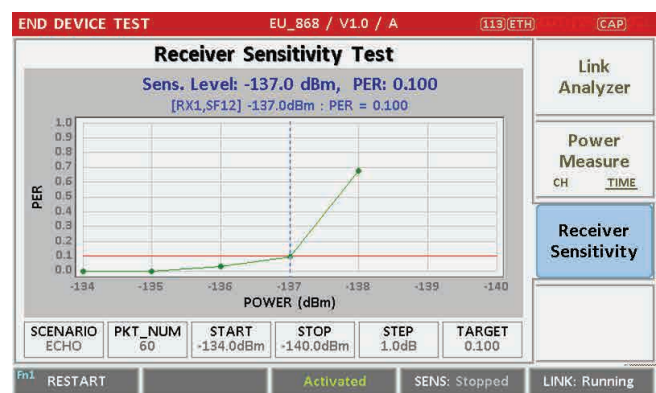 END DEVICE TEST EU_868 / V1.0 / A (113)(ETH) (CAP)
Receiver Sensitivity Test
Sens. Level: -137.0 dBm, PER: 0.100
[RX1,SF12] -137.0dBm : PER = 0.100
1.0
0.9
0.8
0.7
0.6
0.5
0.4
0.3
0.2
0.1
0.0
PER
-134 -135 -136 -137 -138 -139 -140
POWER (dBm)
SCENARIO PKT_NUM START STOP STEP TARGET
ECHO 60 -134.0dBm -140.0dBm 1.0dB 0.100
Link
Analyzer
Power
Measure
CH TIME
Receiver
Sensitivity
Fn1 RESTART Activated SENS: Stopped LINK: Running